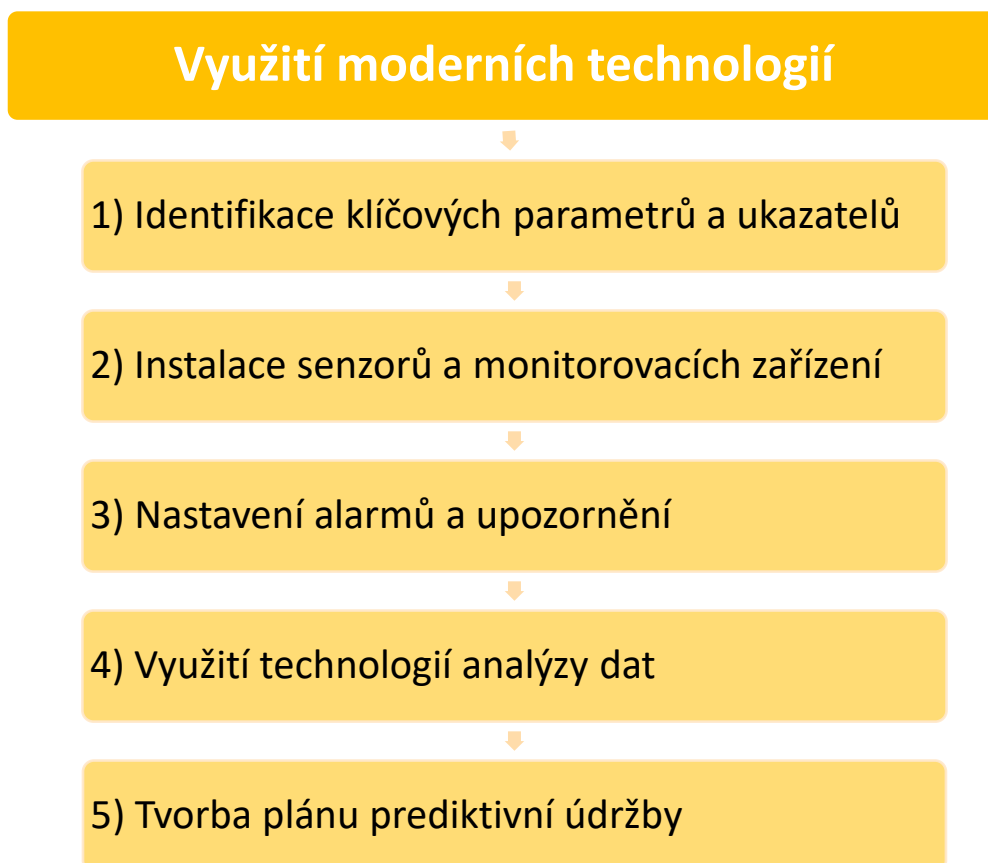 Využití moderních technologií
1) Identifikace klíčových parametrů a ukazatelů
2) Instalace senzorů a monitorovacích zařízení
3) Nastavení alarmů a upozornění
4) Využití technologií analýzy dat
5) Tvorba plánu prediktivní údržby